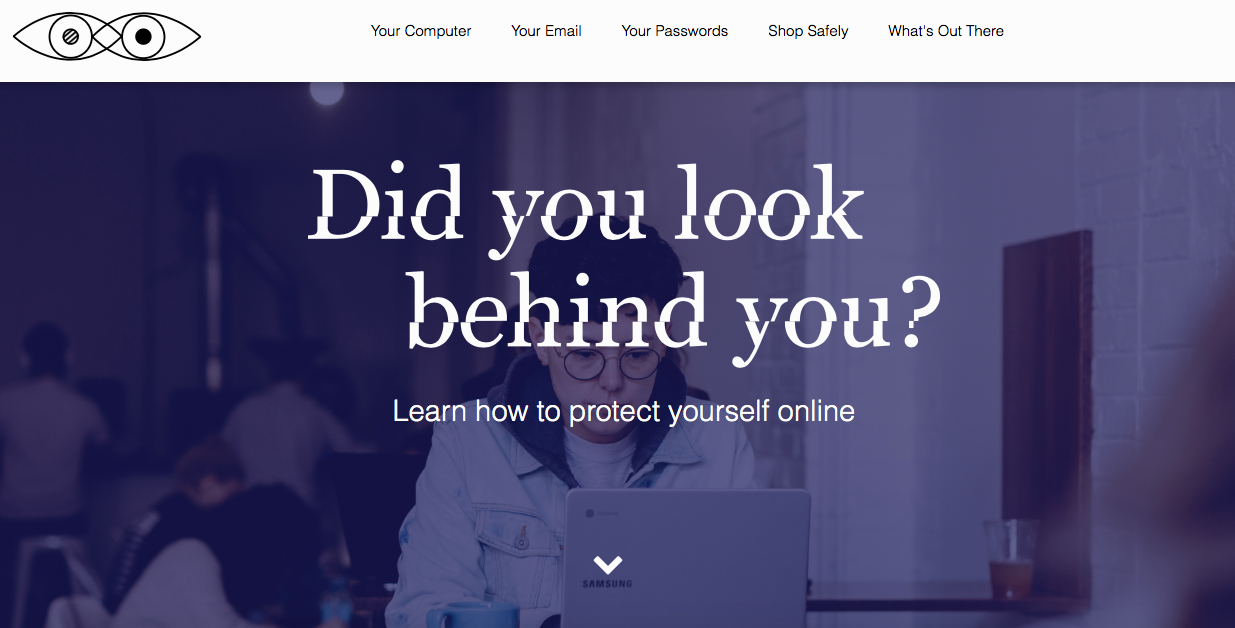 Your Computer Your Email Your Passwords Shop Safely What's Out There
Did you look
behind you?
Learn how to protect yourself online
SAMSUNG